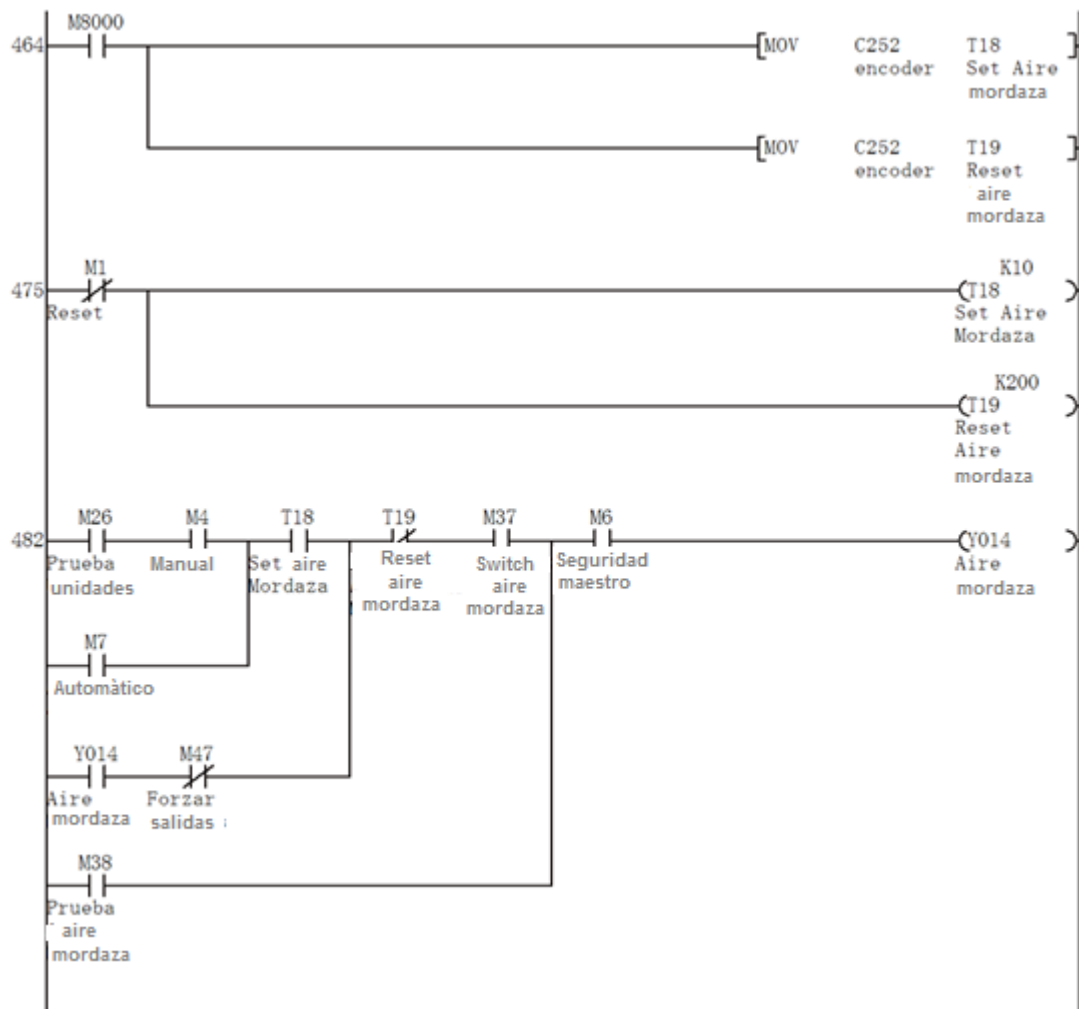 M8000
464
MOV C252 T18
encoder Set Aire
mordaza
MOV C252 T19
encoder Reset
aire
mordaza
M1
475
Reset
K10
T18
Set Aire
Mordaza
K200
T19
Reset
Aire
mordaza
M26 M4 T18 T19 M37 M6
482
Y014
Prueba
unidades
Manual
Set aire
Mordaza
Reset
aire
mordaza
Switch
aire
mordaza
Seguridad
maestro
Aire
mordaza
M7
Automàtico
Y014 M47
Aire
mordaza
Forzar
salidas
M38
Prueba
aire
mordaza